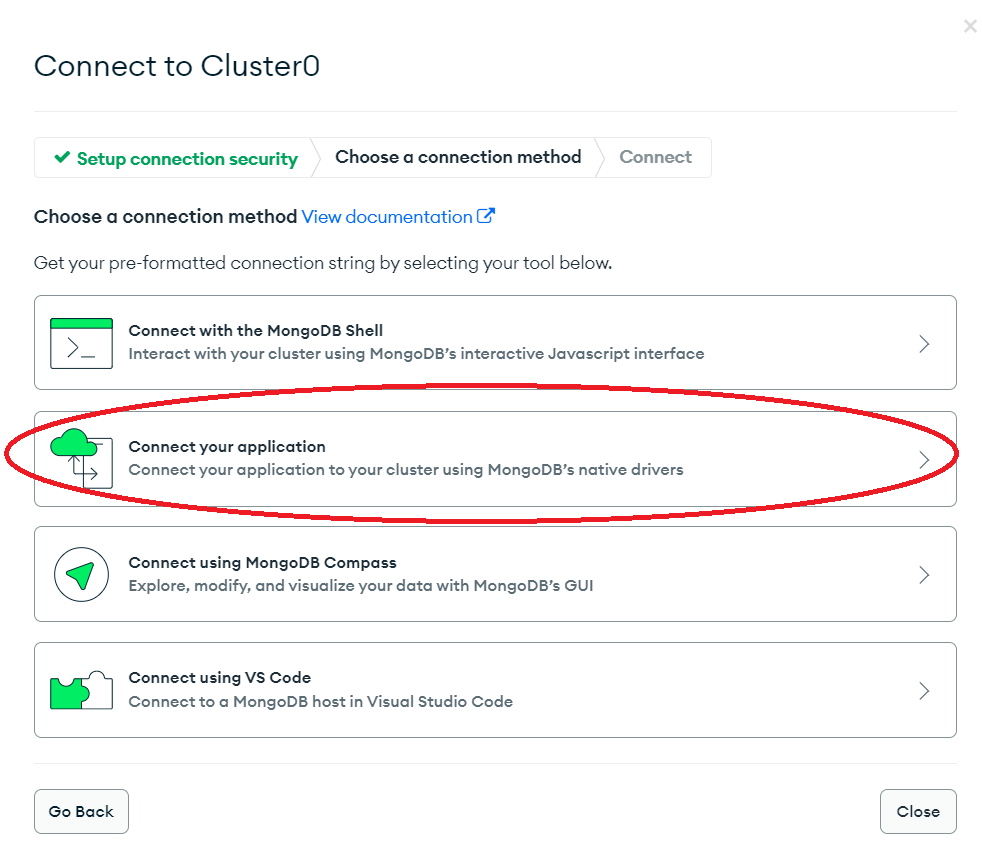 Connect to Cluster0
Setup connection security
Choose a connection method
Connect
Choose a connection method View documentation
Get your pre-formatted connection string by selecting your tool below.
Connect with the MongoDB Shell
Interact with your cluster using MongoDB's interactive Javascript interface
Connect your application
Connect your application to your cluster using MongoDB's native drivers
Connect using MongoDB Compass
Explore, modify, and visualize your data with MongoDB's GUI
Connect using VS Code
Connect to a MongoDB host in Visual Studio Code
Go Back
Close